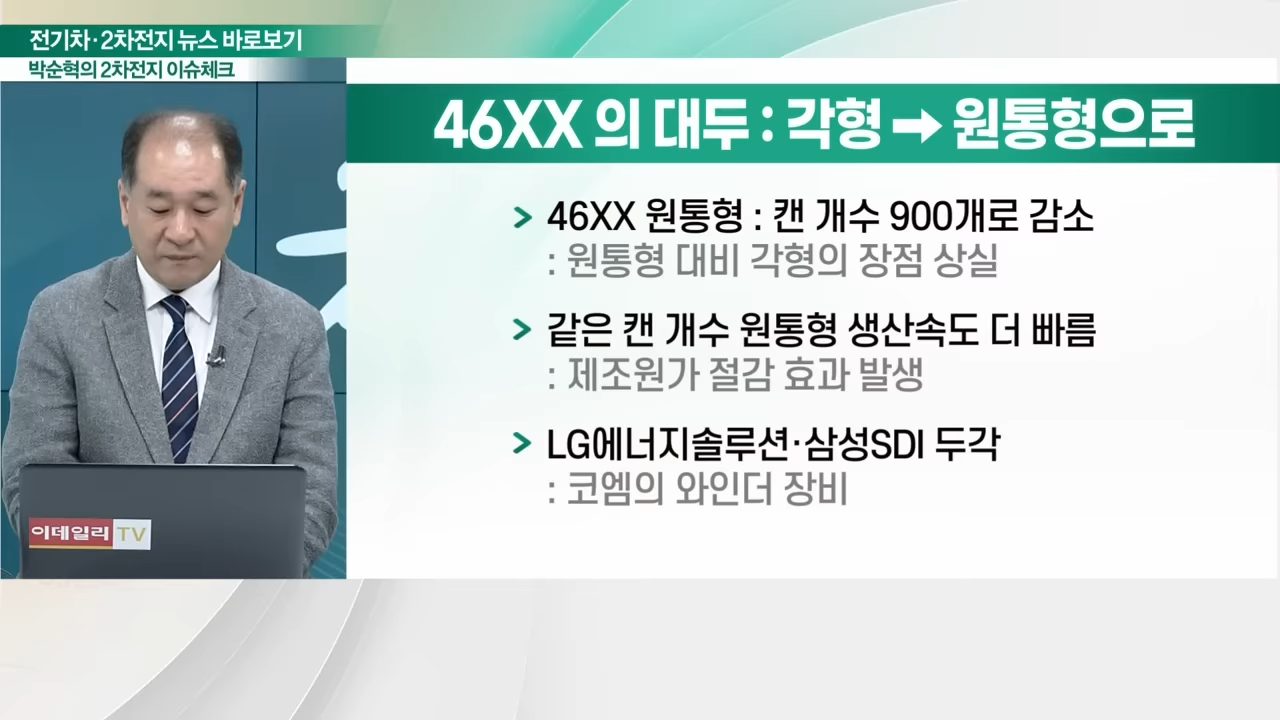 전기차·2차전지 뉴스 바로보기
박순혁의 2차전지 이슈체크
46XX 의 대두 : 각형 ➡ 원통형으로
> 46XX 원통형 : 캔 개수 900개로 감소
: 원통형 대비 각형의 장점 상실
> 같은 캔 개수 원통형 생산속도 더 빠름
: 제조원가 절감 효과 발생
> LG에너지솔루션·삼성SDI 두각
: 코엠의 와인더 장비
이데일리 TV